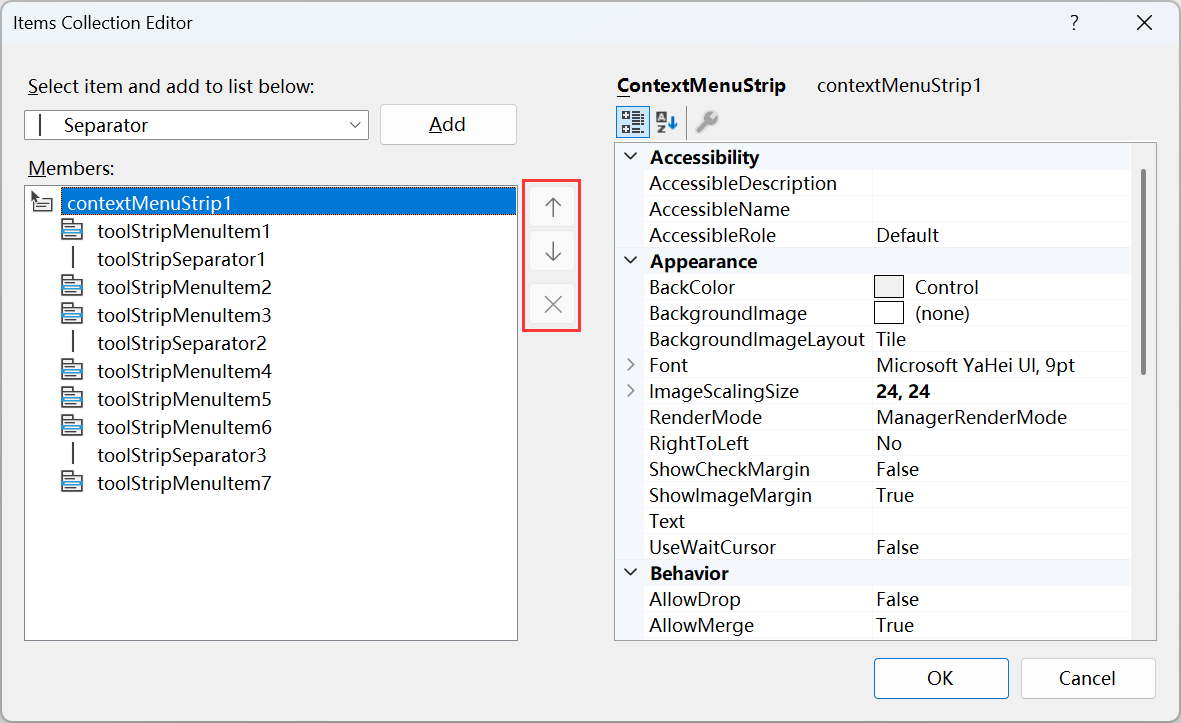 Items Collection Editor
?
Select item and add to list below:
Separator
Add
Members:
contextMenuStrip1
toolStripMenuItem1
toolStripSeparator1
toolStripMenuItem2
toolStripMenuItem3
toolStripSeparator2
toolStripMenuItem4
toolStripMenuItem5
toolStripMenuItem6
toolStripSeparator3
toolStripMenuItem7
ContextMenuStrip contextMenuStrip1
A
Z
Accessibility
AccessibleDescription
AccessibleName
AccessibleRole Default
Appearance
BackColor Control
BackgroundImage (none)
BackgroundImageLayout Tile
Font Microsoft YaHei UI, 9pt
ImageScalingSize 24, 24
RenderMode ManagerRenderMode
RightToLeft No
ShowCheckMargin False
ShowImageMargin True
Text
UseWaitCursor False
Behavior
AllowDrop False
AllowMerge True
OK Cancel